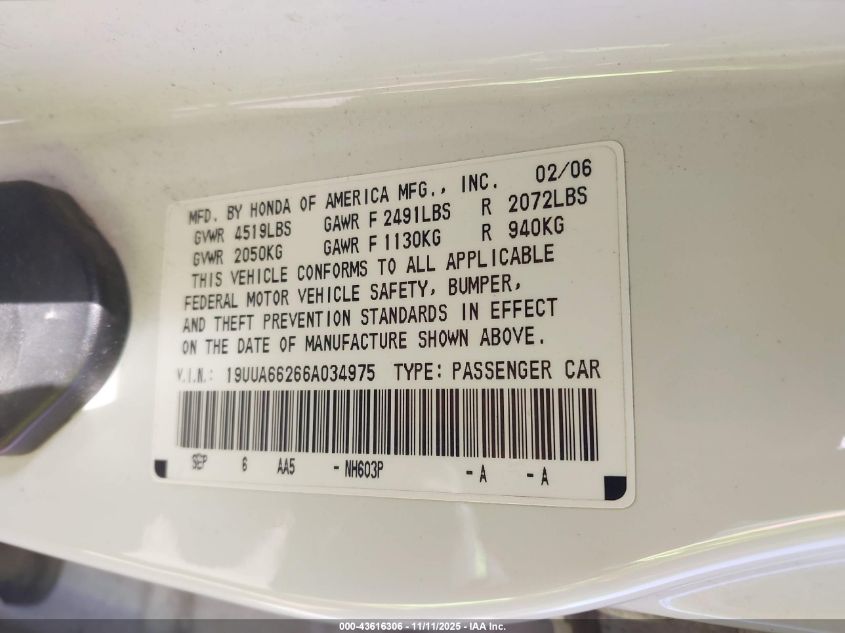 02/06
MFD. BY HONDA OF AMERICA MFG., INC.
GVWR 4519LBS GAWR F 2491LBS R 2072LBS
GVWR 2050KG GAWR F 1130KG R 940KG
THIS VEHICLE CONFORMS TO ALL APPLICABLE
FEDERAL MOTOR VEHICLE SAFETY, BUMPER,
AND THEFT PREVENTION STANDARDS IN EFFECT
ON THE DATE OF MANUFACTURE SHOWN ABOVE.
V.I.N.: 19UUA66266A034975 TYPE: PASSENGER CAR
SEP 6 AA5 -NH603P -A -A
000-43616306 - 11/11/2025 - IAA Inc.